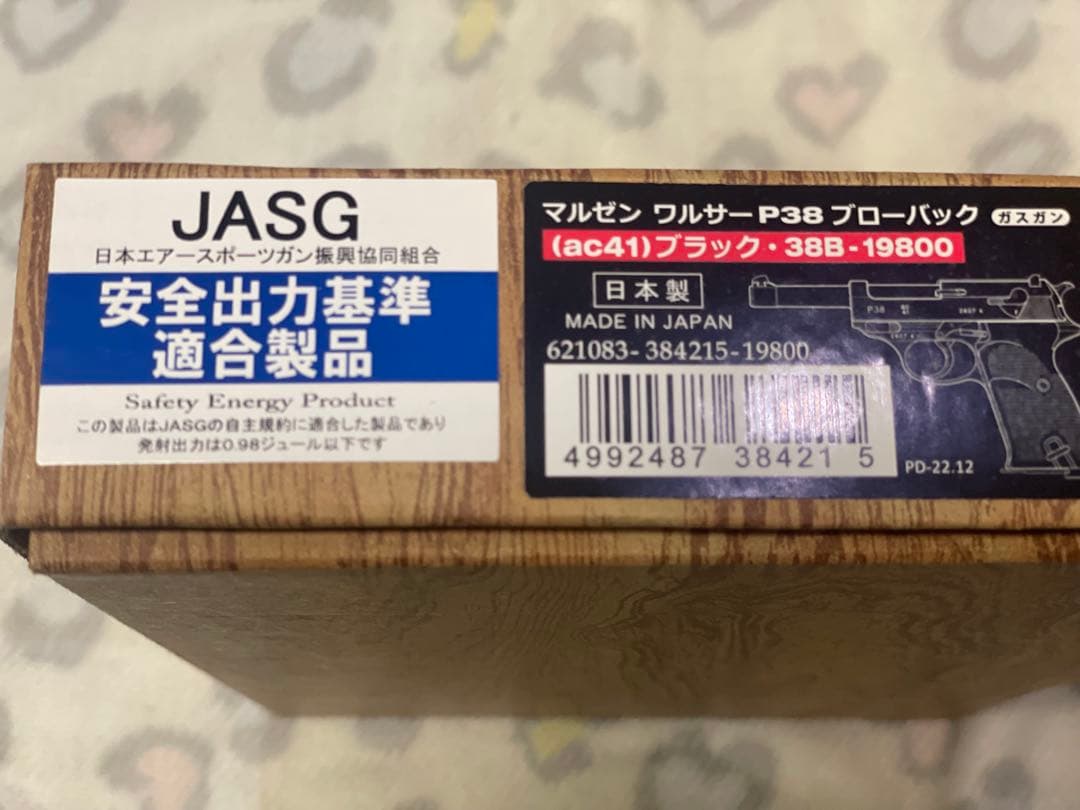 JASG
日本エアースポーツガン振興協同組合
安全出力基準
適合製品
Safety Energy Product
この製品はJASGの自主規約に適合した製品であり
発射出力は0.98ジュール以下です
マルゼン ワルサーP38 ブローバック ガスガン
(ac41)ブラック・38B-19800
日本製
MADE IN JAPAN
621083-384215-19800
4992487 38421 5
P38
PD-22.12